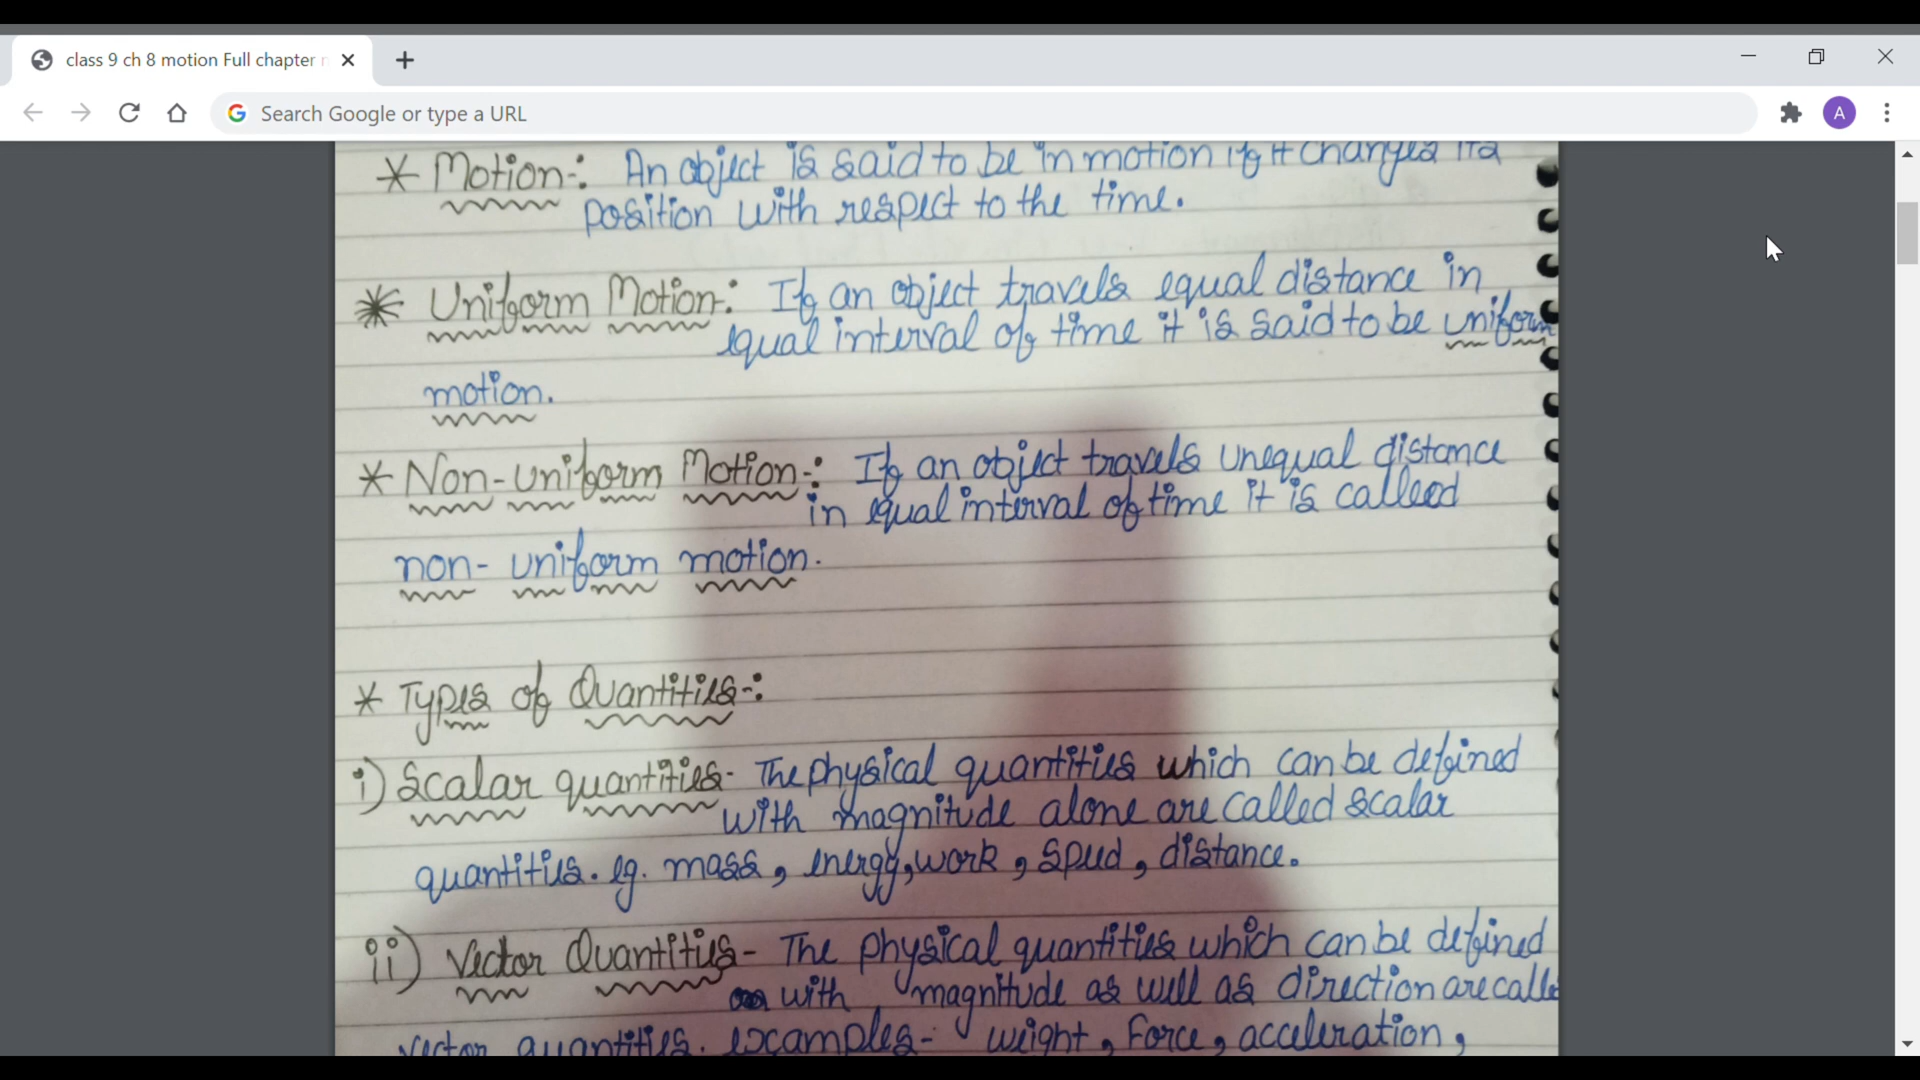 class 9 ch 8 motion Full chapter
Search Google or type a URL
A
* Motion-: An object is said to be in motion if it changes its
position with respect to the time.
* Uniform Motion-: If an object travels equal distance in
equal interval of time it is said to be uniform
motion.
* Non-uniform Motion-: If an object travels unequal distance
in equal interval of time it is called
non-uniform motion.
* Types of Quantities-:
i) Scalar quantities- The physical quantities which can be defined
with magnitude alone are called scalar
quantities. eg. mass, energy, work, speed, distance.
ii) Vector Quantities- The physical quantities which can be defined
with magnitude as well as direction are calle
vector quantities. examples- weight, Force, acceleration,